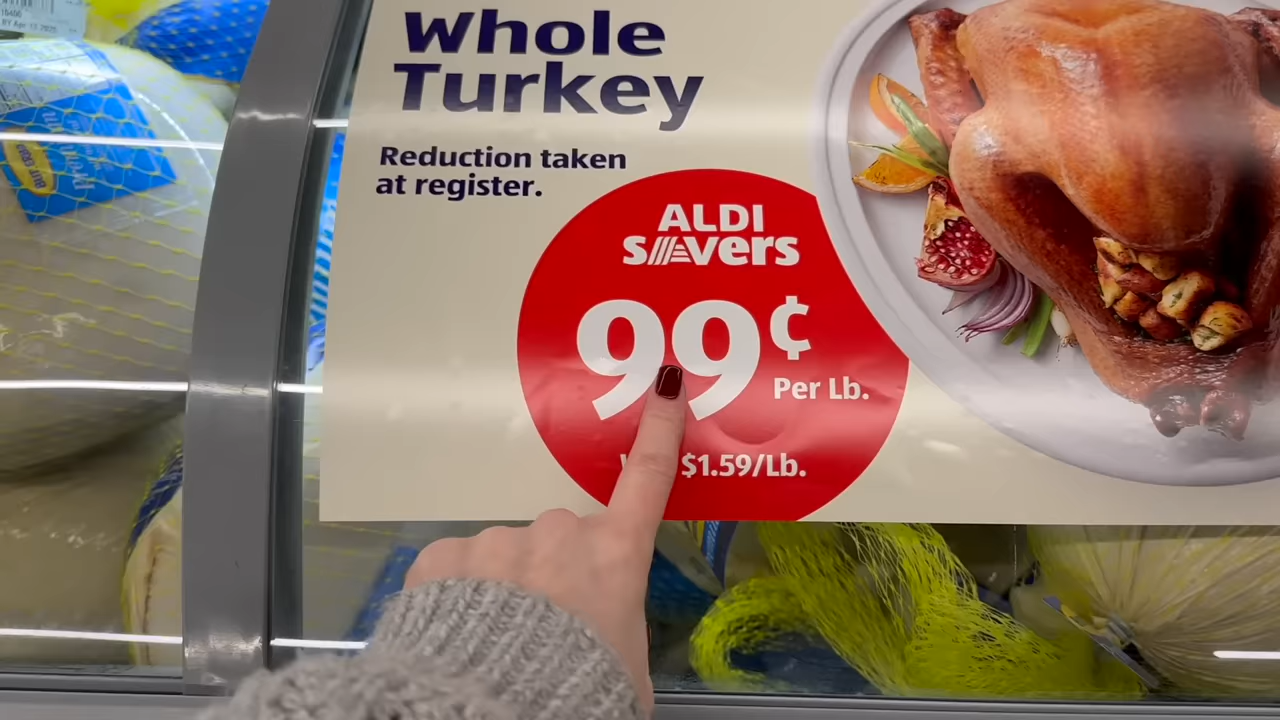 Whole
Turkey
Reduction taken
at register.
ALDI
savers
99¢
Per Lb.
$1.59/Lb.